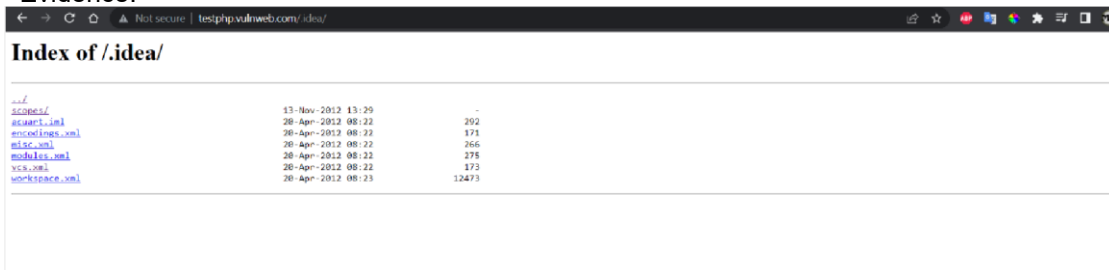 Evidence:
Not secure | testphp.vulnweb.com/.idea/
Index of /.idea/
../
scopes/ 13-Nov-2012 13:29 -
acuart.iml 20-Apr-2012 08:22 292
encodings.xml 20-Apr-2012 08:22 171
misc.xml 20-Apr-2012 08:22 266
modules.xml 20-Apr-2012 08:22 275
vcs.xml 20-Apr-2012 08:22 173
workspace.xml 20-Apr-2012 08:23 12473